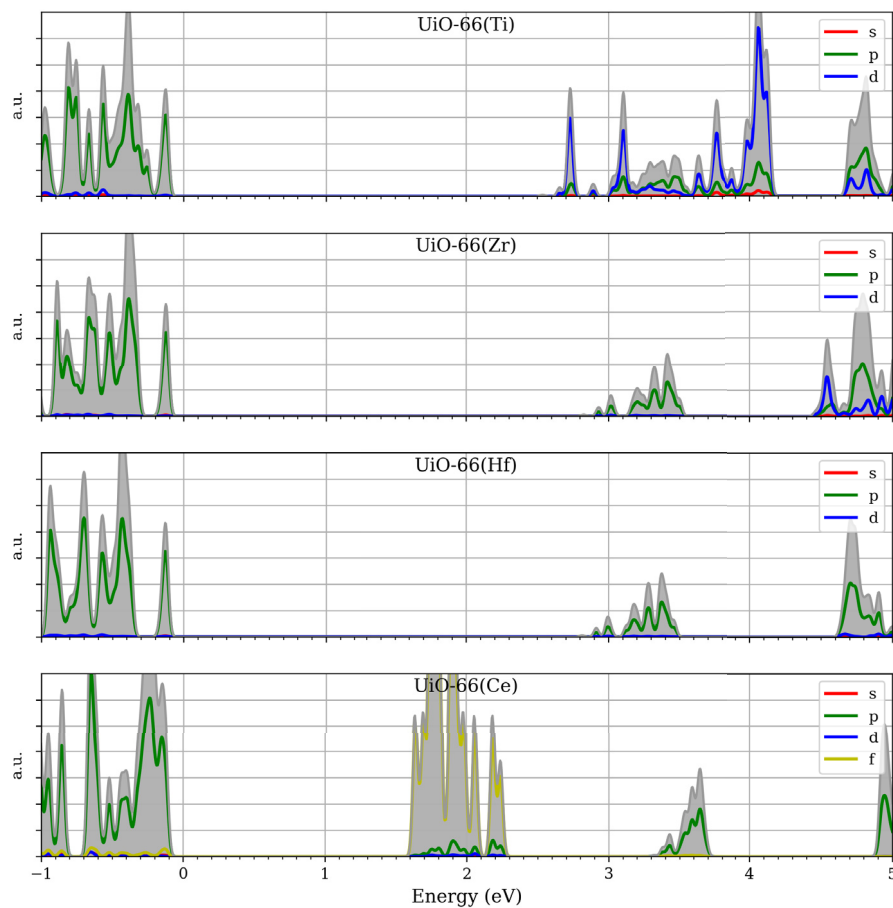 UiO-66(Ti)
s
p
d
a.u.
UiO-66(Zr)
s
p
d
a.u.
UiO-66(Hf)
s
p
d
a.u.
UiO-66(Ce)
s
p
d
f
a.u.
−1 0 1 2 3 4 5
Energy (eV)